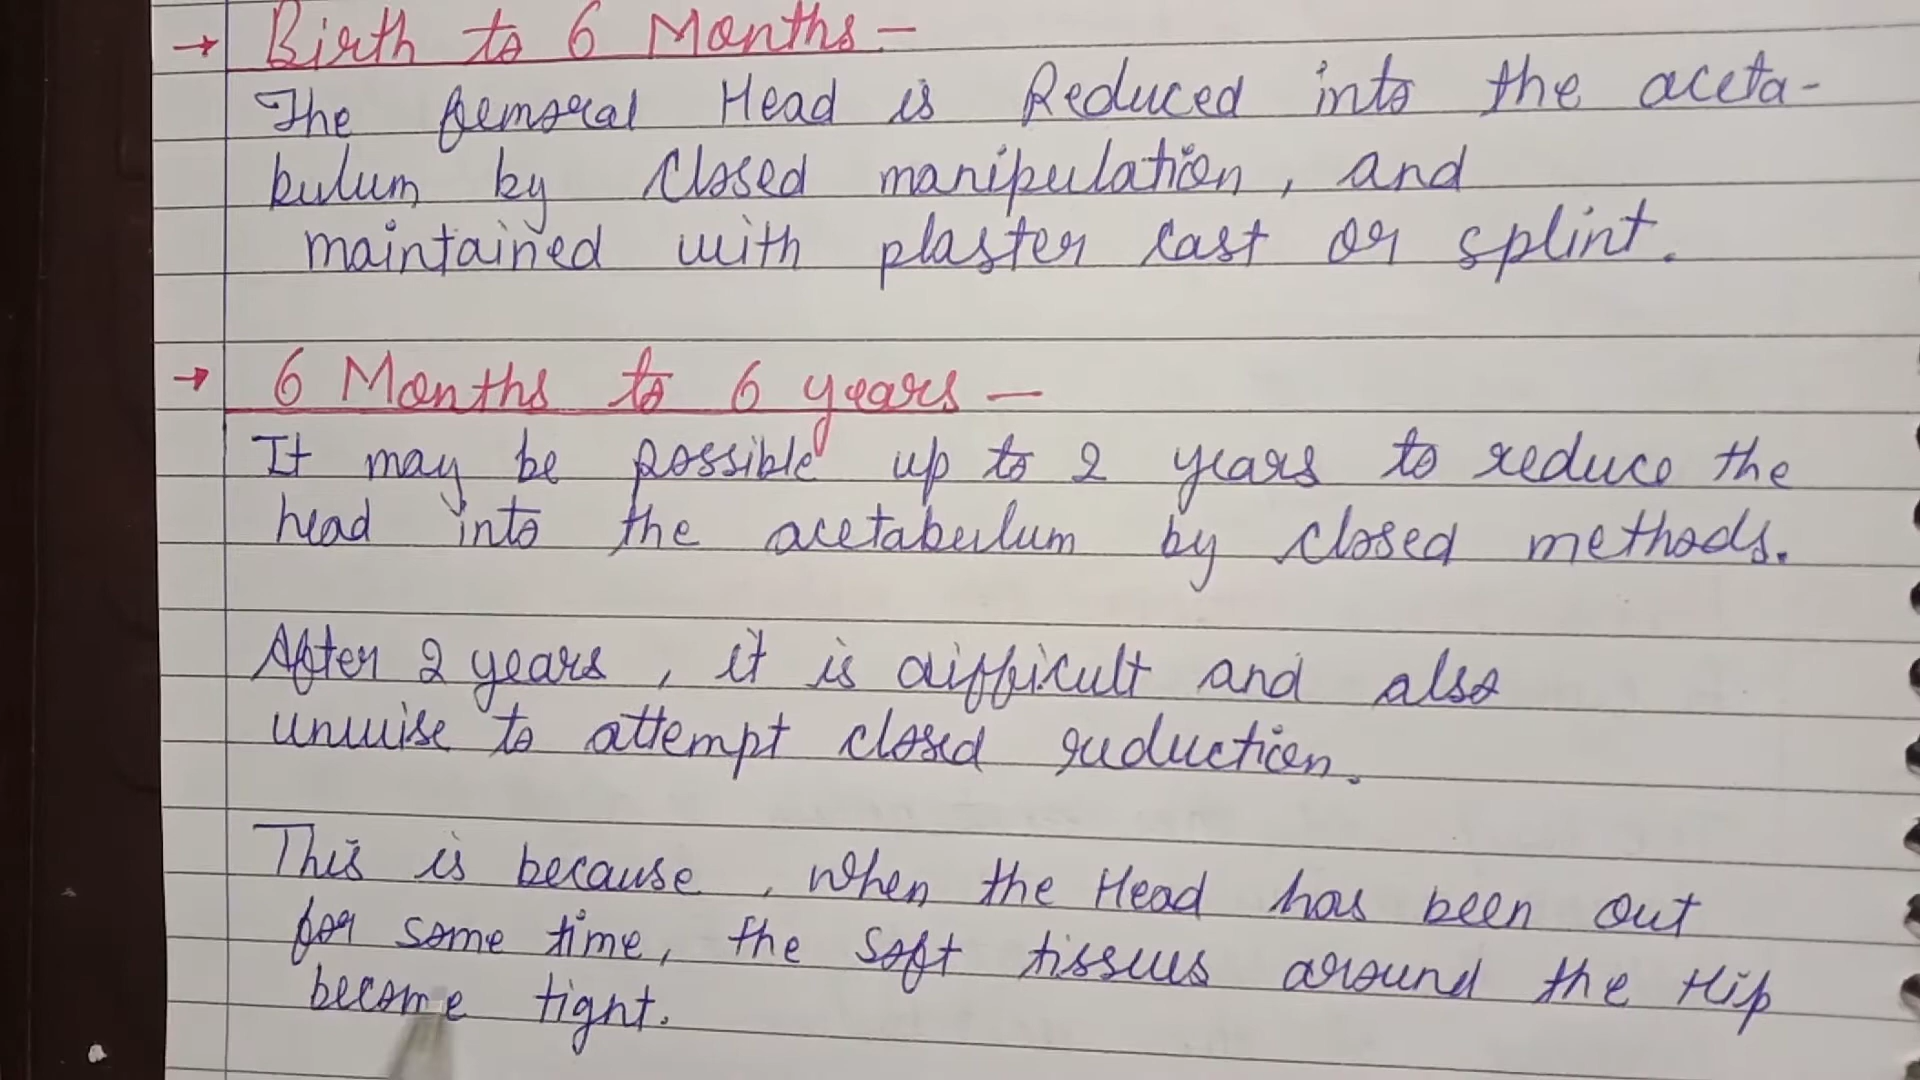 → Birth to 6 Months -
The femoral Head is Reduced into the aceta-
bulum by closed manipulation, and
maintained with plaster cast or splint.
→ 6 Months to 6 years -
It may be possible up to 2 years to reduce the
head into the acetabulum by closed methods.
After 2 years, it is difficult and also
unwise to attempt closed reduction.
This is because, when the Head has been out
for some time, the soft tissues around the Hip
become tight.